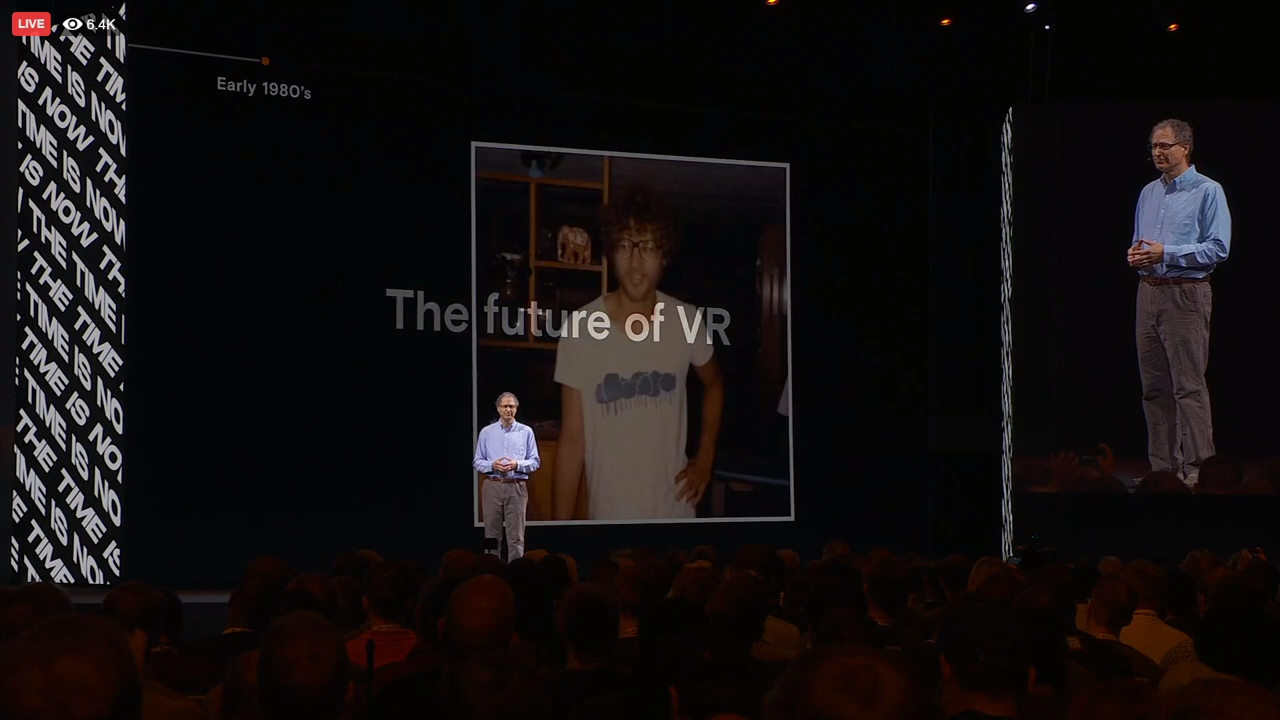 LIVE 6.4K
Early 1980's
The future of VR
THE TIME IS NOW